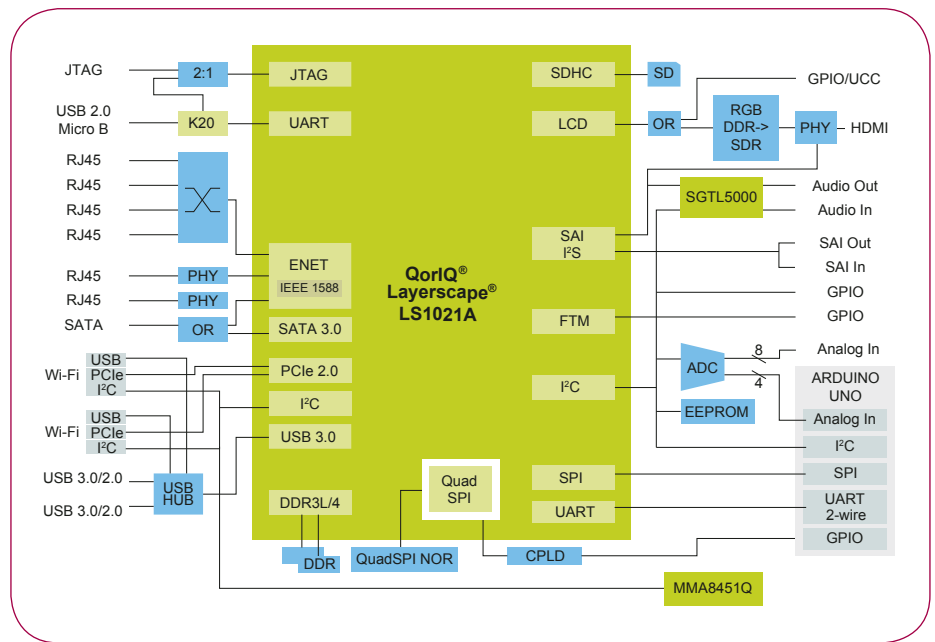 JTAG
2:1
JTAG
USB 2.0
Micro B
K20
UART
RJ45
RJ45
RJ45
RJ45
RJ45
PHY
RJ45
PHY
SATA
OR
ENET
IEEE 1588
SATA 3.0
Wi-Fi
USB
PCIe
I²C
Wi-Fi
USB
PCIe
I²C
PCIe 2.0
I²C
USB 3.0
USB 3.0/2.0
USB 3.0/2.0
USB
HUB
DDR3L/4
DDR
QorIQ®
Layerscape®
LS1021A
Quad
SPI
QuadSPI NOR
CPLD
SDHC
SD
LCD
OR
GPIO/UCC
RGB
DDR->
SDR
PHY
HDMI
SGTL5000
Audio Out
Audio In
SAI
I²S
SAI Out
SAI In
GPIO
FTM
GPIO
ADC
8
4
Analog In
I²C
EEPROM
SPI
UART
ARDUINO
UNO
Analog In
I²C
SPI
UART
2-wire
GPIO
MMA8451Q